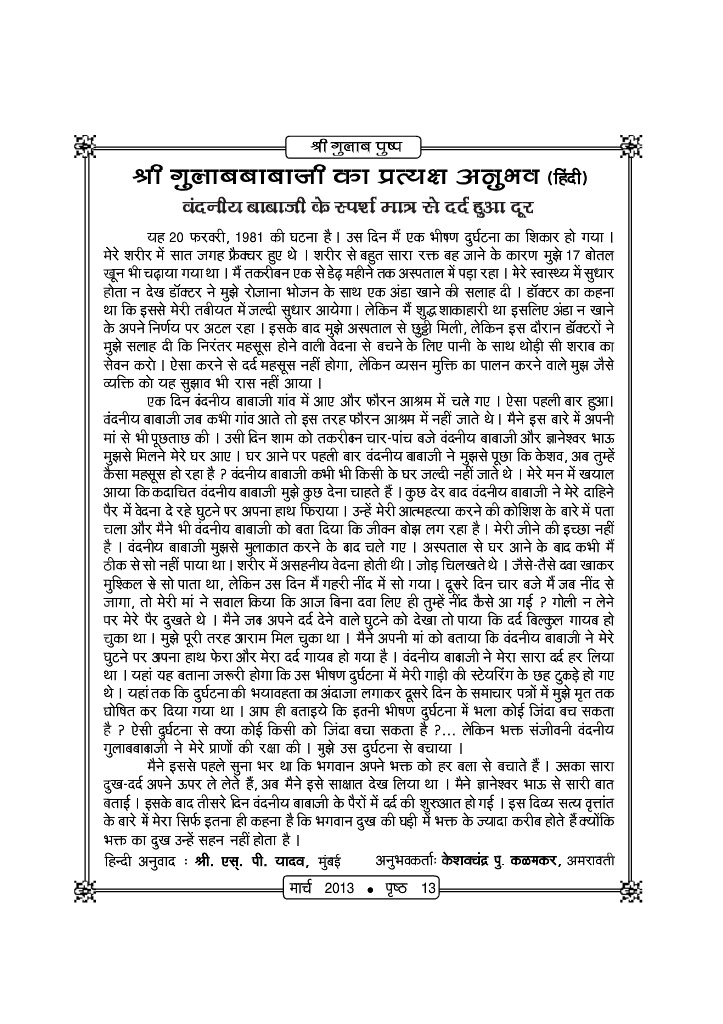 श्री गुलाब पुष्प
श्री गुलाबबाबाजी का प्रत्यक्ष अनुभव (हिंदी)
वंदनीय बाबाजी के स्पर्श मात्र से दर्द हुआ दूर
यह 20 फरवरी, 1981 की घटना है । उस दिन मैं एक भीषण दुर्घटना का शिकार हो गया ।
मेरे शरीर में सात जगह फ्रैक्चर हुए थे । शरीर से बहुत सारा रक्त बह जाने के कारण मुझे 17 बोतल
खून भी चढ़ाया गया था । मैं तकरीबन एक से डेढ़ महीने तक अस्पताल में पड़ा रहा । मेरे स्वास्थ्य में सुधार
होता न देख डॉक्टर ने मुझे रोजाना भोजन के साथ एक अंडा खाने की सलाह दी । डॉक्टर का कहना
था कि इससे मेरी तबीयत में जल्दी सुधार आयेगा । लेकिन मैं शुद्ध शाकाहारी था इसलिए अंडा न खाने
के अपने निर्णय पर अटल रहा । इसके बाद मुझे अस्पताल से छुट्टी मिली, लेकिन इस दौरान डॉक्टरों ने
मुझे सलाह दी कि निरंतर महसूस होने वाली वेदना से बचने के लिए पानी के साथ थोड़ी सी शराब का
सेवन करो । ऐसा करने से दर्द महसूस नहीं होगा, लेकिन व्यसन मुक्ति का पालन करने वाले मुझ जैसे
व्यक्ति को यह सुझाव भी रास नहीं आया ।
एक दिन वंदनीय बाबाजी गांव में आए और फौरन आश्रम में चले गए । ऐसा पहली बार हुआ।
वंदनीय बाबाजी जब कभी गांव आते तो इस तरह फौरन आश्रम में नहीं जाते थे । मैने इस बारे में अपनी
मां से भी पूछताछ की । उसी दिन शाम को तकरीबन चार-पांच बजे वंदनीय बाबाजी और ज्ञानेश्वर भाऊ
मुझसे मिलने मेरे घर आए । घर आने पर पहली बार वंदनीय बाबाजी ने मुझसे पूछा कि केशव, अब तुम्हें
कैसा महसूस हो रहा है ? वंदनीय बाबाजी कभी भी किसी के घर जल्दी नहीं जाते थे । मेरे मन में खयाल
आया कि कदाचित वंदनीय बाबाजी मुझे कुछ देना चाहते हैं । कुछ देर बाद वंदनीय बाबाजी ने मेरे दाहिने
पैर में वेदना दे रहे घुटने पर अपना हाथ फिराया । उन्हें मेरी आत्महत्या करने की कोशिश के बारे में पता
चला और मैने भी वंदनीय बाबाजी को बता दिया कि जीवन बोझ लग रहा है । मेरी जीने की इच्छा नहीं
है । वंदनीय बाबाजी मुझसे मुलाकात करने के बाद चले गए । अस्पताल से घर आने के बाद कभी मैं
ठीक से सो नहीं पाया था । शरीर में असहनीय वेदना होती थी । जोड़ चिलखते थे । जैसे-तैसे दवा खाकर
मुश्किल से सो पाता था, लेकिन उस दिन मैं गहरी नींद में सो गया । दूसरे दिन चार बजे मैं जब नींद से
जागा, तो मेरी मां ने सवाल किया कि आज बिना दवा लिए ही तुम्हें नींद कैसे आ गई ? गोली न लेने
पर मेरे पैर दुखते थे । मैने जब अपने दर्द देने वाले घुटने को देखा तो पाया कि दर्द बिल्कुल गायब हो
चुका था । मुझे पूरी तरह आराम मिल चुका था । मैने अपनी मां को बताया कि वंदनीय बाबाजी ने मेरे
घुटने पर अपना हाथ फेरा और मेरा दर्द गायब हो गया है । वंदनीय बाबाजी ने मेरा सारा दर्द हर लिया
था । यहां यह बताना जरूरी होगा कि उस भीषण दुर्घटना में मेरी गाड़ी की स्टेयरिंग के छह टुकड़े हो गए
थे । यहां तक कि दुर्घटना की भयावहता का अंदाजा लगाकर दूसरे दिन के समाचार पत्रों में मुझे मृत तक
घोषित कर दिया गया था । आप ही बताइये कि इतनी भीषण दुर्घटना में भला कोई जिंदा बच सकता
है ? ऐसी दुर्घटना से क्या कोई किसी को जिंदा बचा सकता है ?... लेकिन भक्त संजीवनी वंदनीय
गुलाबबाबाजी ने मेरे प्राणों की रक्षा की । मुझे उस दुर्घटना से बचाया ।
मैने इससे पहले सुना भर था कि भगवान अपने भक्त को हर बला से बचाते हैं । उसका सारा
दुख-दर्द अपने ऊपर ले लेते हैं, अब मैने इसे साक्षात देख लिया था । मैने ज्ञानेश्वर भाऊ से सारी बात
बताई । इसके बाद तीसरे दिन वंदनीय बाबाजी के पैरों में दर्द की शुरुआत हो गई । इस दिव्य सत्य वृत्तांत
के बारे में मेरा सिर्फ इतना ही कहना है कि भगवान दुख की घड़ी में भक्त के ज्यादा करीब होते हैं क्योंकि
भक्त का दुख उन्हें सहन नहीं होता है ।
हिन्दी अनुवाद : श्री. एस्. पी. यादव, मुंबई अनुभवकर्ताः केशवचंद्र पु. कळमकर, अमरावती
मार्च 2013 ● पृष्ठ 13